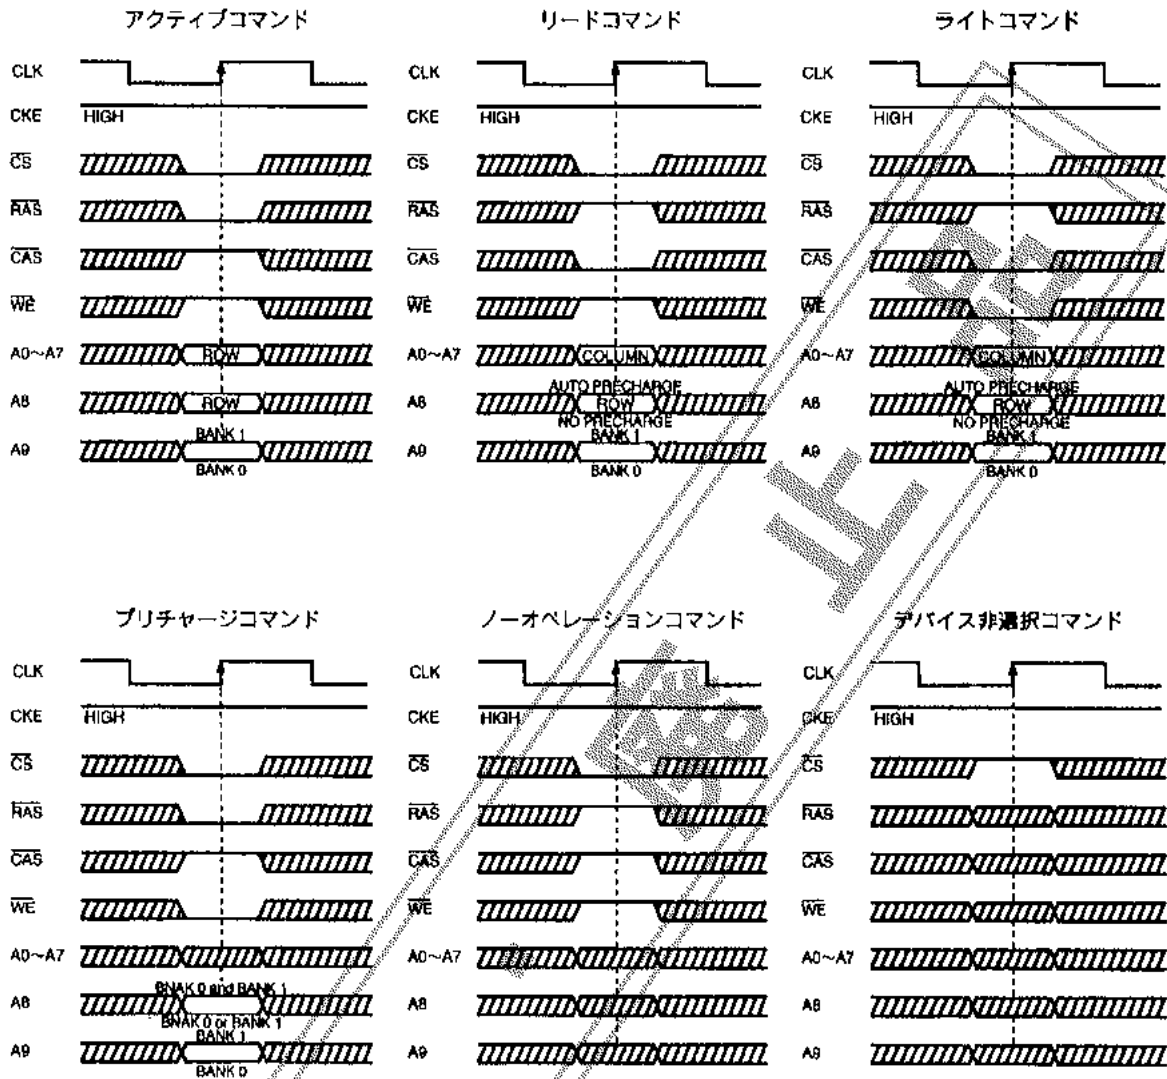 アクティブコマンド
CLK
CKE HIGH
CS
RAS
CAS
WE
A0～A7 ROW
A8 ROW
BANK 1
A9
BANK 0
リードコマンド
CLK
CKE HIGH
CS
RAS
CAS
WE
A0～A7 COLUMN
AUTO PRECHARGE
A8 ROW
NO PRECHARGE
BANK 1
A9
BANK 0
ライトコマンド
CLK
CKE HIGH
CS
RAS
CAS
WE
A0～A7 COLUMN
AUTO PRECHARGE
A8 ROW
NO PRECHARGE
BANK 1
A9
BANK 0
プリチャージコマンド
CLK
CKE HIGH
CS
RAS
CAS
WE
A0～A7
BNAK 0 and BANK 1
A8
BNAK 0 or BANK 1
BANK 1
A9
BANK 0
ノーオペレーションコマンド
CLK
CKE HIGH
CS
RAS
CAS
WE
A0～A7
A8
A9
デバイス非選択コマンド
CLK
CKE HIGH
CS
RAS
CAS
WE
A0～A7
A8
A9